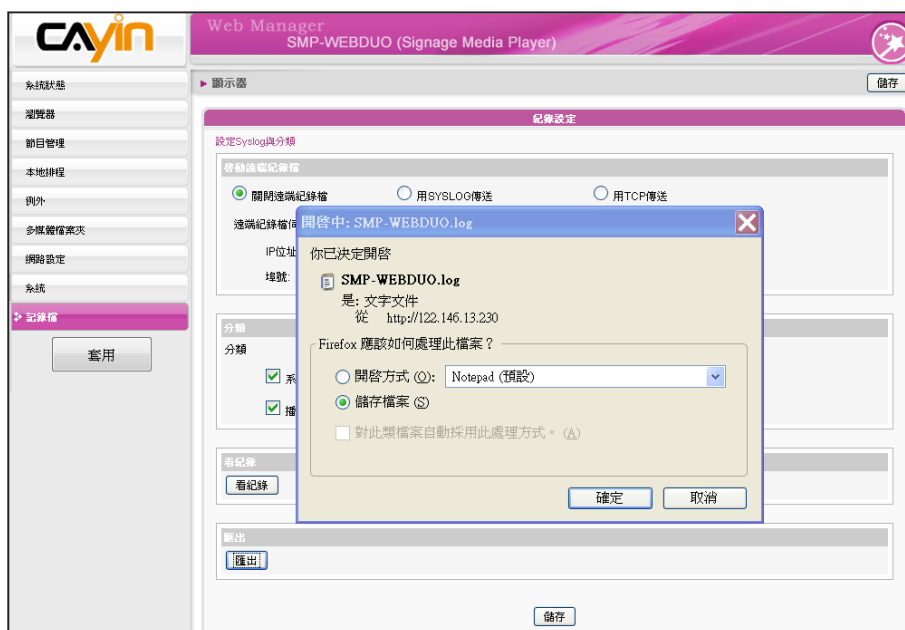 CAYIN
Web Manager
SMP-WEBDUO (Signage Media Player)
系統狀態
瀏覽器
節目管理
本地排程
例外
多媒體檔案夾
網路設定
系統
記錄檔
套用
顯示器
儲存
紀錄設定
設定Syslog與分類
啓動遠端紀錄檔
關閉遠端紀錄檔
用SYSLOG傳送
用TCP傳送
遠端紀錄檔伺
IP位址
埠號:
開啓中: SMP-WEBDUO.log
你已決定開啓
SMP-WEBDUO.log
是: 文字文件
從 http://122.146.13.230
Firefox 應該如何處理此檔案？
開啓方式 (O):
Notepad (預設)
儲存檔案 (S)
對此類檔案自動採用此處理方式。 (A)
確定
取消
分類
分類
系
播
看紀錄
看紀錄
匯出
匯出
儲存